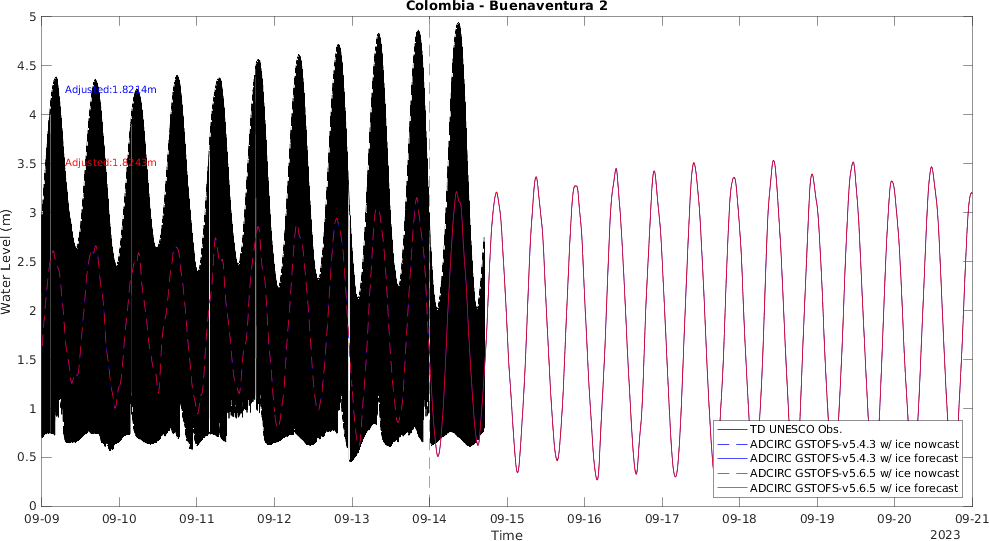 Colombia - Buenaventura 2
5
4.5
4
3.5
3
2.5
2
1.5
1
0.5
0
Water Level (m)
Adjusted:1.8214m
Adjusted:1.8243m
TD UNESCO Obs.
ADCIRC GSTOFS-v5.4.3 w/ ice nowcast
ADCIRC GSTOFS-v5.4.3 w/ ice forecast
ADCIRC GSTOFS-v5.6.5 w/ ice nowcast
ADCIRC GSTOFS-v5.6.5 w/ ice forecast
09-09 09-10 09-11 09-12 09-13 09-14 09-15 09-16 09-17 09-18 09-19 09-20 09-21
Time
2023